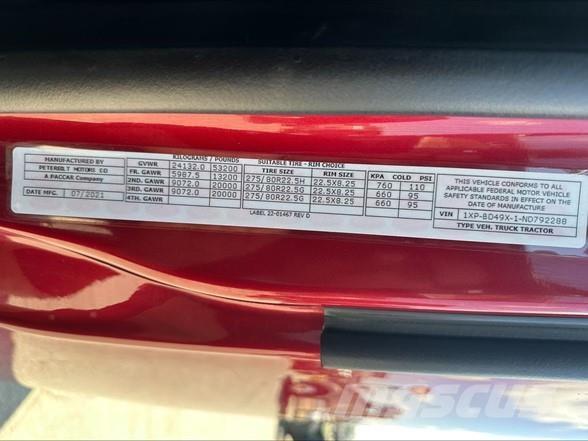 MANUFACTURED BY
PETERBILT MOTORS CO
A PACCAR Company
DATE MFG. 07/2021
KILOGRAMS / POUNDS SUITABLE TIRE - RIM CHOICE
GVWR 24132.0 53200 TIRE SIZE RIM SIZE KPA COLD PSI
FR. GAWR 5987.5 13200 275/80R22.5H 22.5X8.25 760 110
2ND. GAWR 9072.0 20000 275/80R22.5G 22.5X8.25 660 95
3RD. GAWR 9072.0 20000 275/80R22.5G 22.5X8.25 660 95
4TH. GAWR
LABEL 22-01467 REV D
THIS VEHICLE CONFORMS TO ALL
APPLICABLE FEDERAL MOTOR VEHICLE
SAFETY STANDARDS IN EFFECT ON THE
DATE OF MANUFACTURE
VIN 1XP-BD49X-1-ND792288
TYPE VEH. TRUCK TRACTOR
Mascus